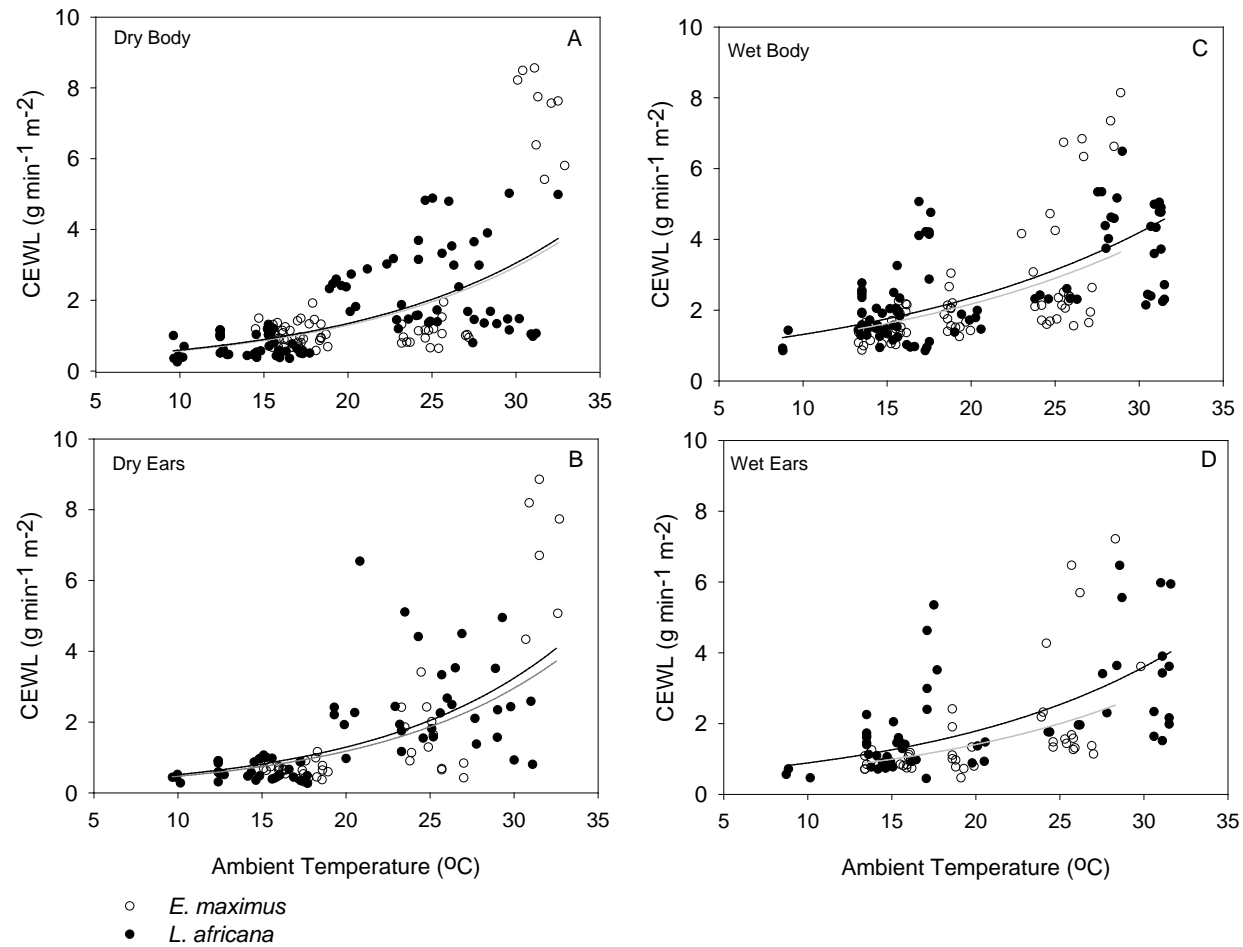 Dry Body
A
CEWL (g min-1 m-2)
10
8
6
4
2
0
5 10 15 20 25 30 35
Wet Body
C
CEWL (g min-1 m-2)
10
8
6
4
2
0
5 10 15 20 25 30 35
Dry Ears
B
CEWL (g min-1 m-2)
10
8
6
4
2
0
5 10 15 20 25 30 35
Ambient Temperature (ºC)
Wet Ears
D
CEWL (g min-1 m-2)
10
8
6
4
2
0
5 10 15 20 25 30 35
Ambient Temperature (ºC)
E. maximus
L. africana